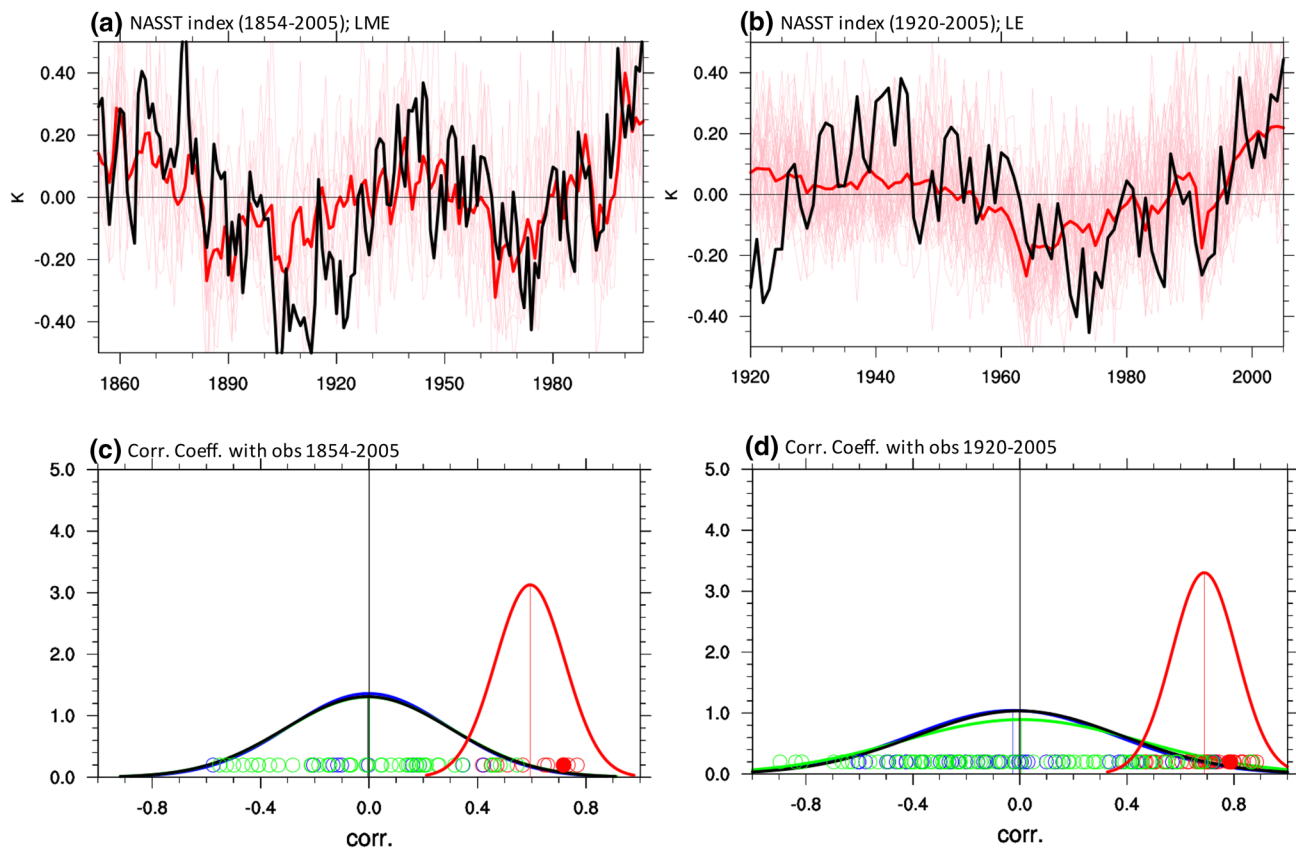 (a) NASST index (1854-2005); LME
K
0.40
0.20
0.00
-0.20
-0.40
1860 1890 1920 1950 1980
(b) NASST index (1920-2005); LE
K
0.40
0.20
0.00
-0.20
-0.40
1920 1940 1960 1980 2000
(c) Corr. Coeff. with obs 1854-2005
5.0
4.0
3.0
2.0
1.0
0.0
-0.8 -0.4 0.0 0.4 0.8
corr.
(d) Corr. Coeff. with obs 1920-2005
5.0
4.0
3.0
2.0
1.0
0.0
-0.8 -0.4 0.0 0.4 0.8
corr.